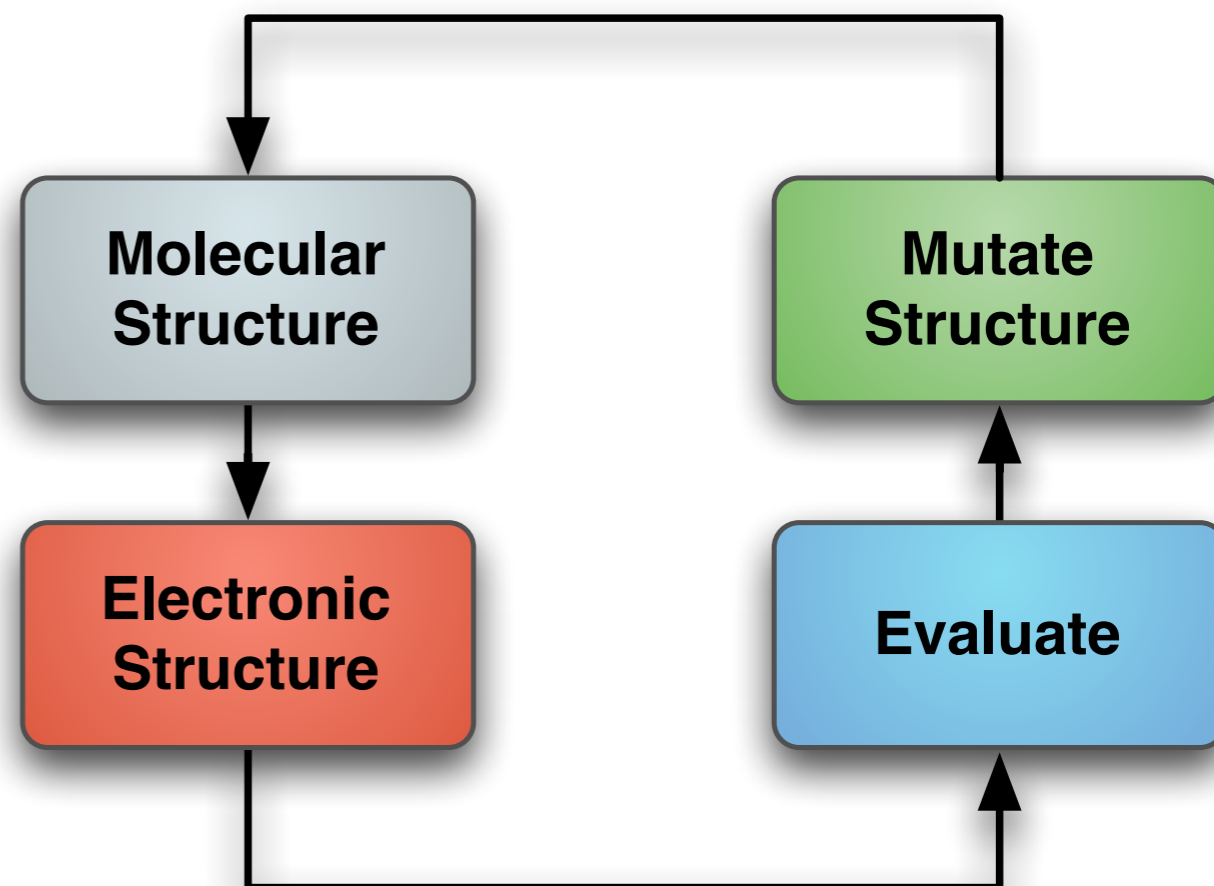 Molecular
Structure
Mutate
Structure
Electronic
Structure
Evaluate